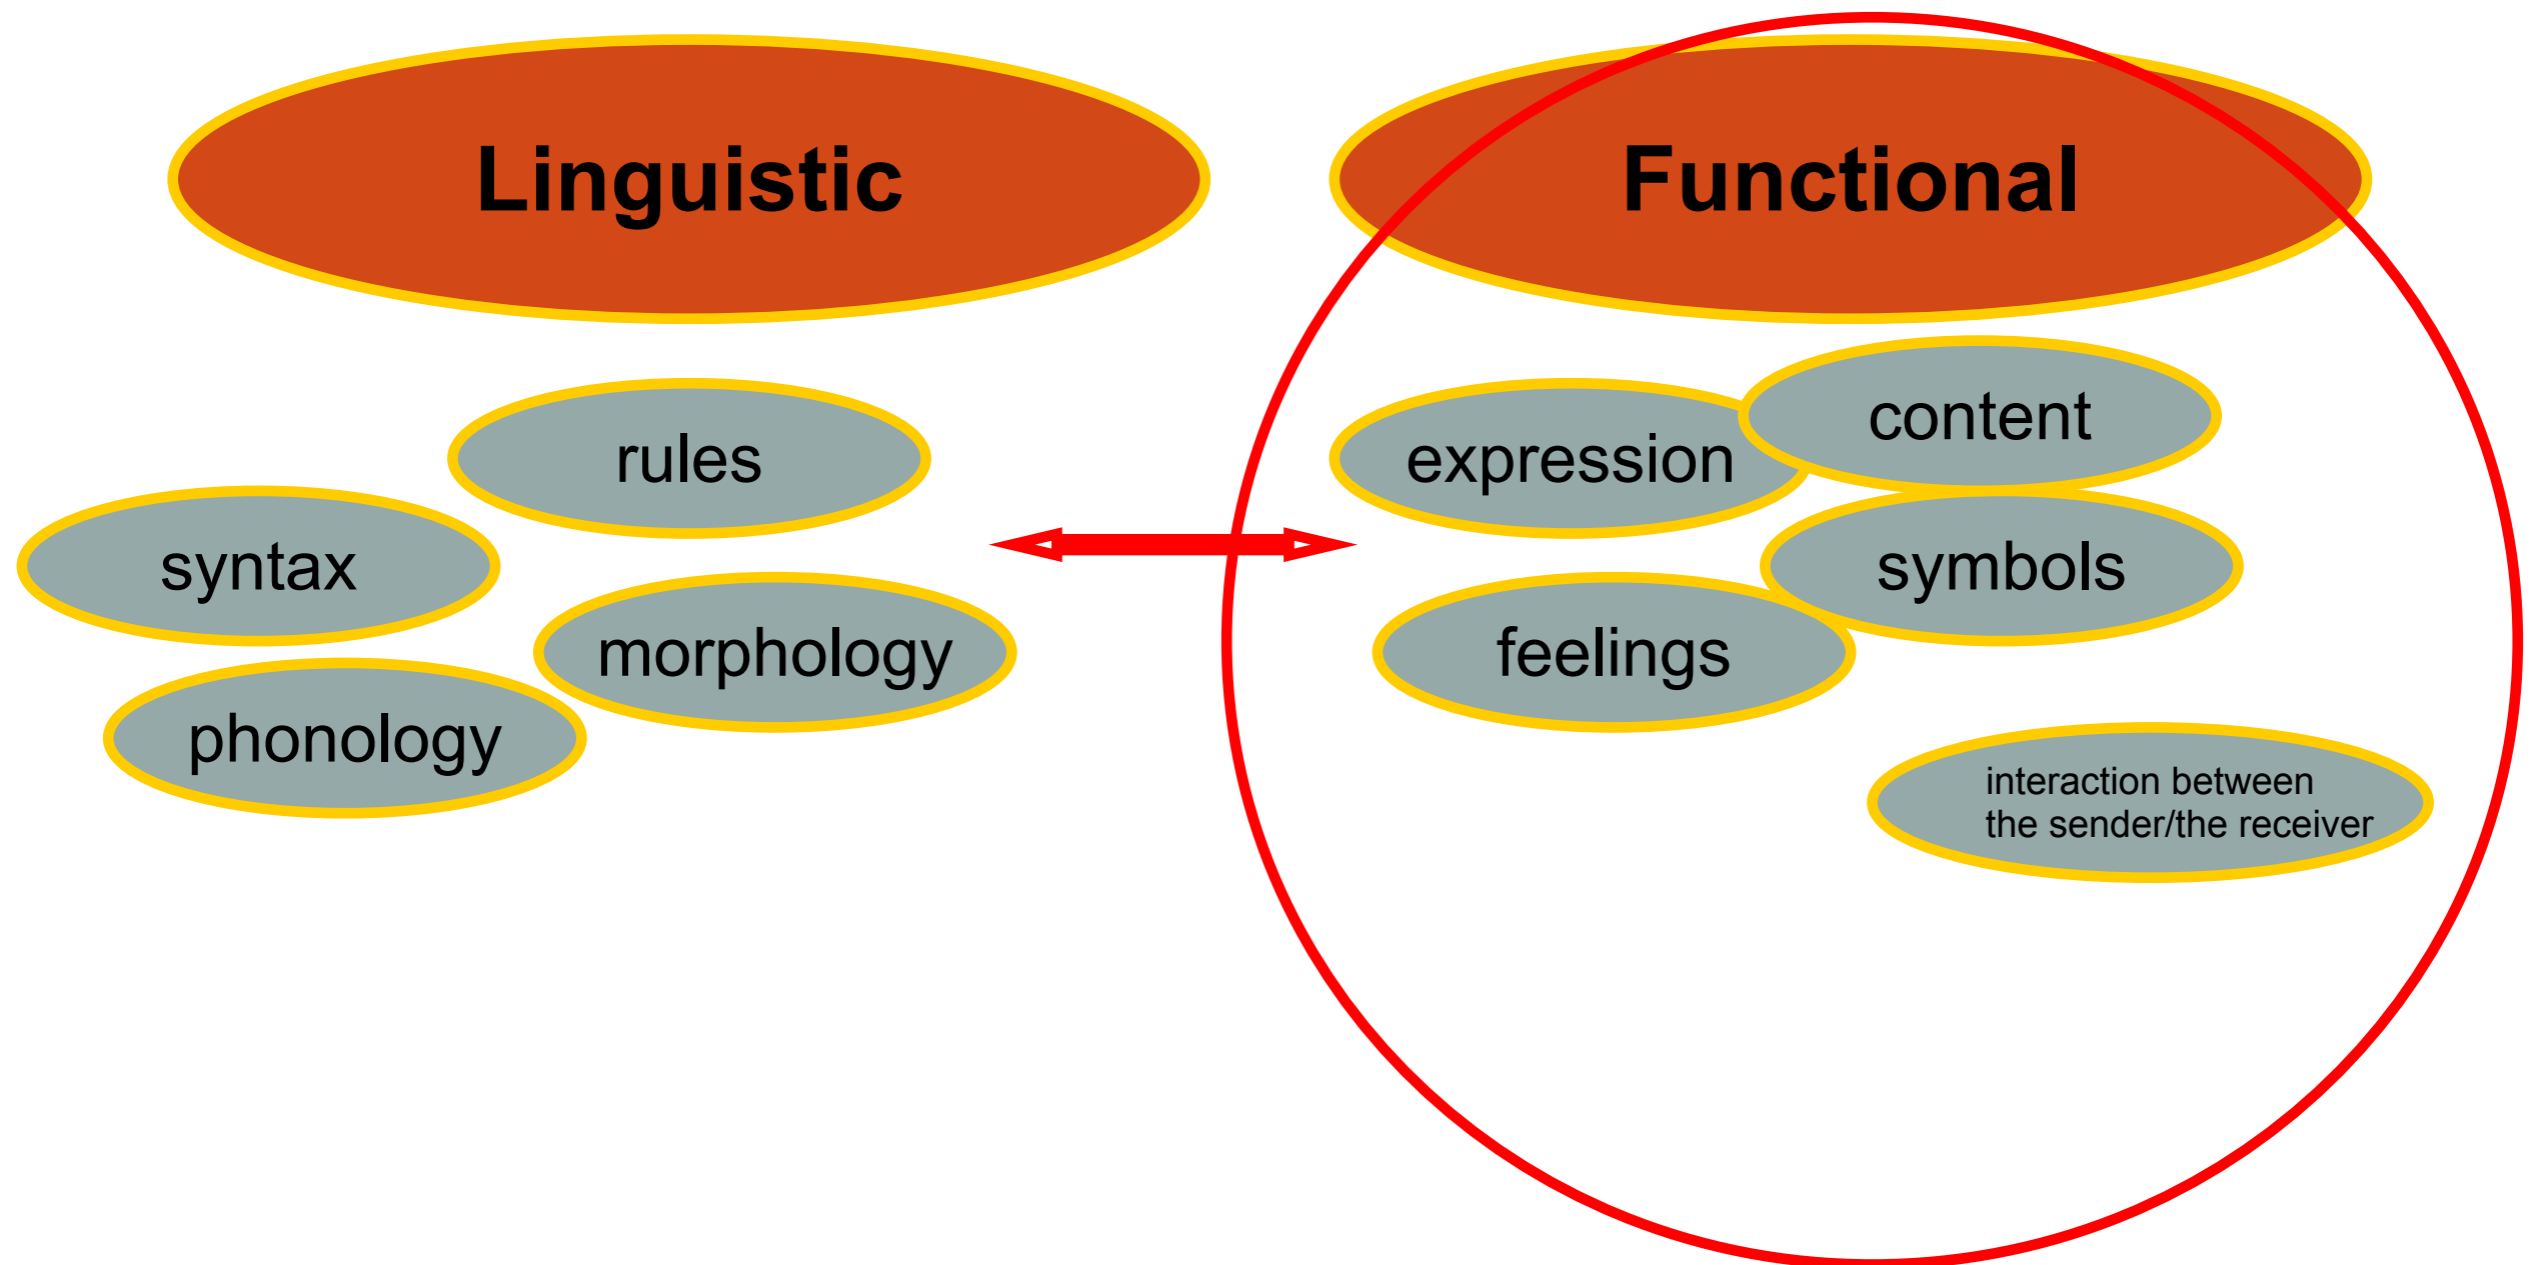 Linguistic
Functional
rules
syntax
morphology
phonology
expression
content
symbols
feelings
interaction between
the sender/the receiver